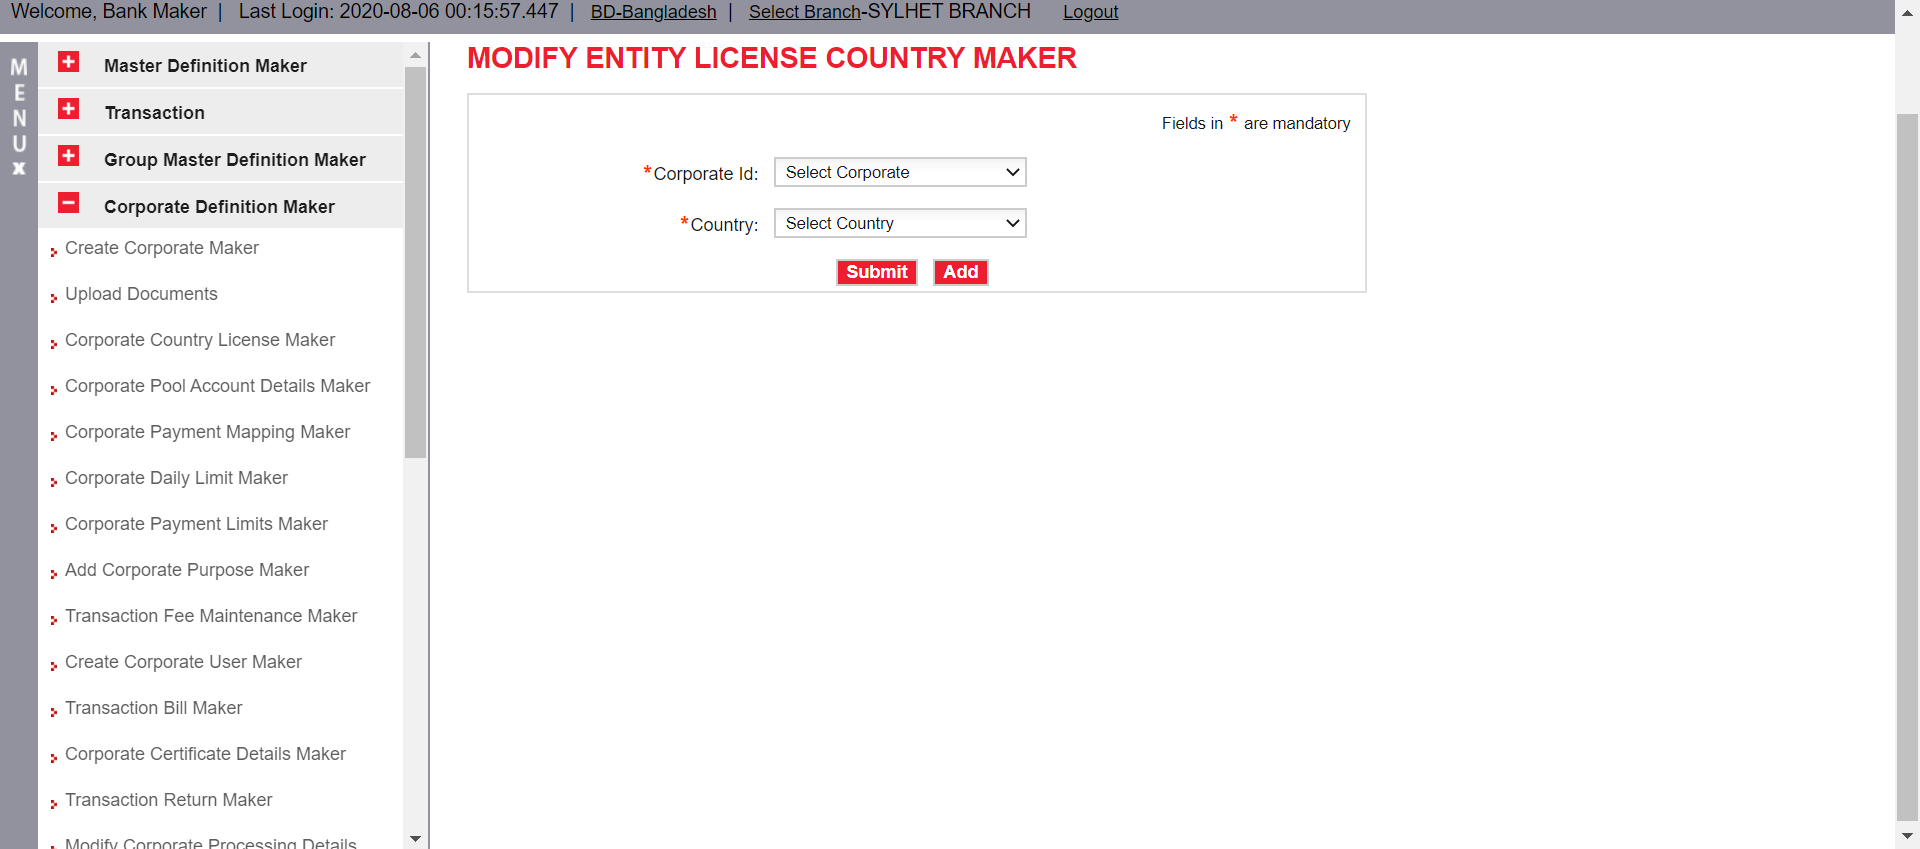 Welcome, Bank Maker | Last Login: 2020-08-06 00:15:57.447 | BD-Bangladesh | Select Branch-SYLHET BRANCH Logout
MENU x
Master Definition Maker
Transaction
Group Master Definition Maker
Corporate Definition Maker
Create Corporate Maker
Upload Documents
Corporate Country License Maker
Corporate Pool Account Details Maker
Corporate Payment Mapping Maker
Corporate Daily Limit Maker
Corporate Payment Limits Maker
Add Corporate Purpose Maker
Transaction Fee Maintenance Maker
Create Corporate User Maker
Transaction Bill Maker
Corporate Certificate Details Maker
Transaction Return Maker
Modify Corporate Processing Details
MODIFY ENTITY LICENSE COUNTRY MAKER
Fields in * are mandatory
*Corporate Id: Select Corporate
*Country: Select Country
Submit Add